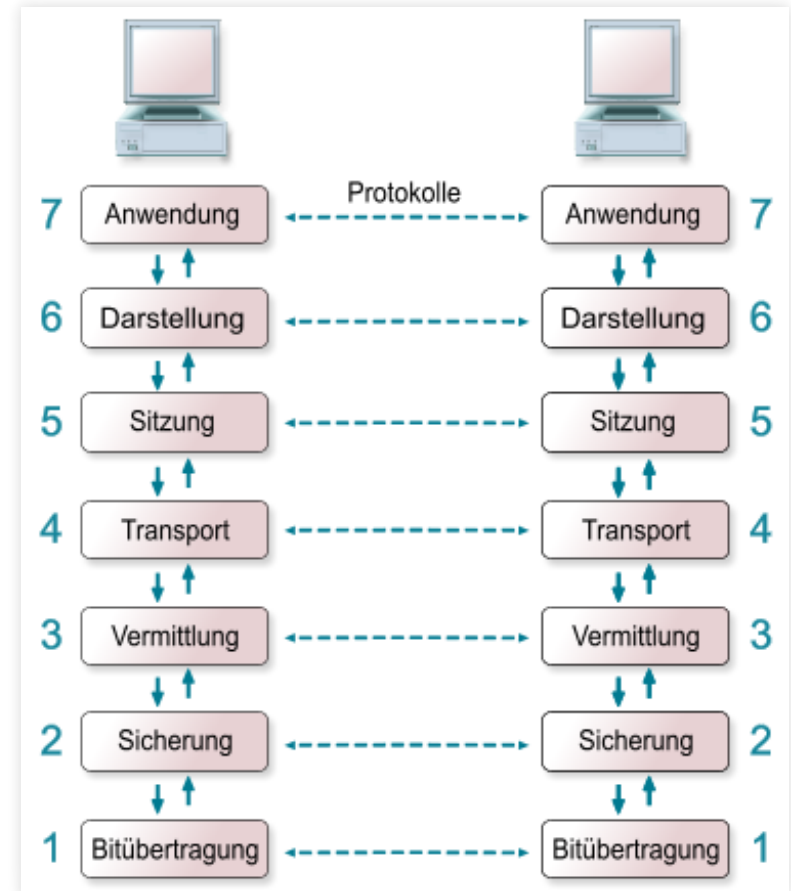 Protokolle
7 Anwendung Anwendung 7
6 Darstellung Darstellung 6
5 Sitzung Sitzung 5
4 Transport Transport 4
3 Vermittlung Vermittlung 3
2 Sicherung Sicherung 2
1 Bitübertragung Bitübertragung 1